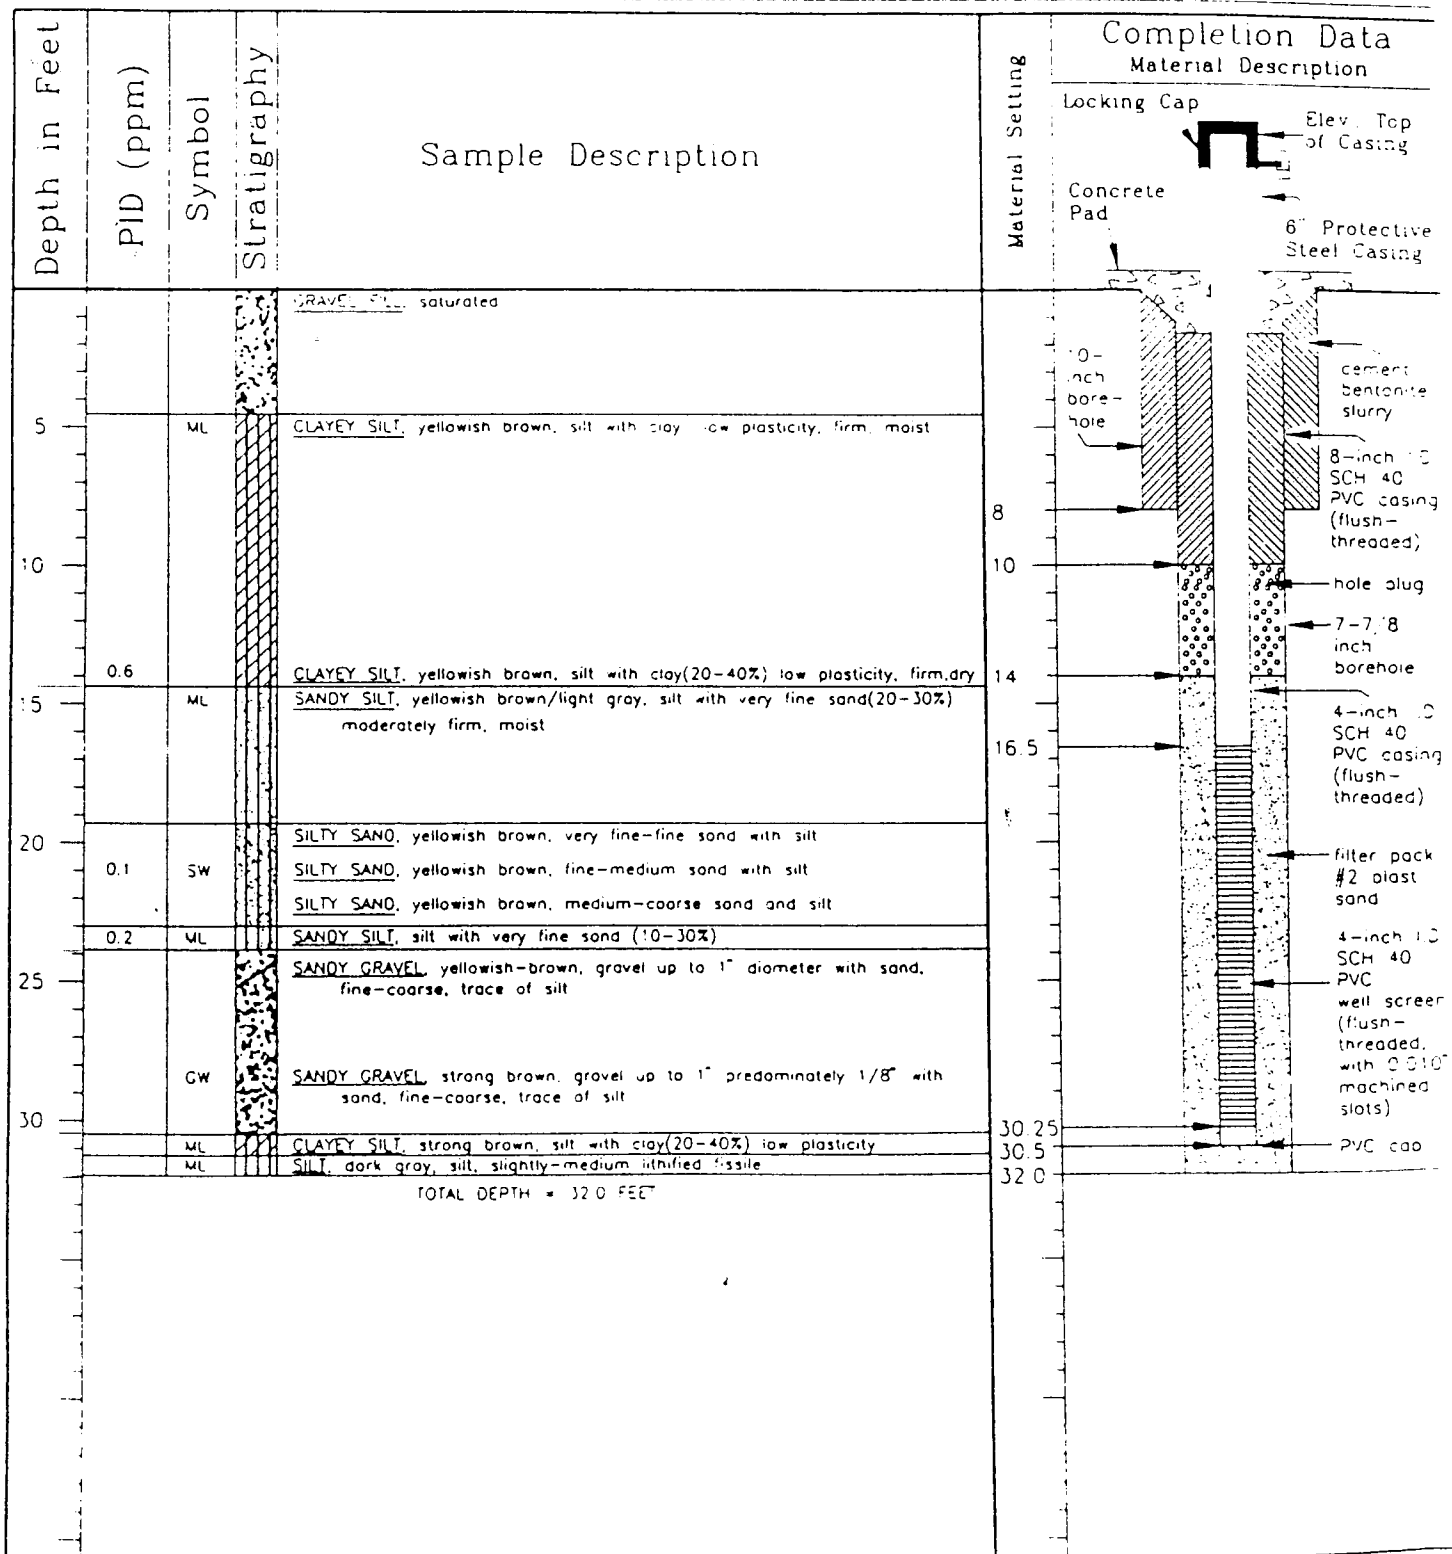 Depth in Feet
PID (ppm)
Symbol
Stratigraphy
Sample Description
Material Setting
Completion Data
Material Description
Locking Cap
Elev. Top
of Casing
Concrete
Pad
6" Protective
Steel Casing
GRAVEL FILL, saturated
inch
bore-
hole
cement
bentonite
slurry
5
ML
CLAYEY SILT, yellowish brown, silt with clay low plasticity, firm, moist
8-inch
SCH 40
PVC casing
(flush-
threaded)
8
10
10
hole plug
7-7/8
inch
borehole
0.6
CLAYEY SILT, yellowish brown, silt with clay(20-40%) low plasticity, firm,dry
14
15
ML
SANDY SILT, yellowish brown/light gray, silt with very fine sand(20-30%)
moderately firm, moist
4-inch
SCH 40
PVC casing
(flush-
threaded)
16.5
20
SILTY SAND, yellowish brown, very fine-fine sand with silt
0.1
SW
SILTY SAND, yellowish brown, fine-medium sand with silt
SILTY SAND, yellowish brown, medium-coarse sand and silt
filter pack
#2 blast
sand
0.2
ML
SANDY SILT, silt with very fine sand (10-30%)
25
SANDY GRAVEL, yellowish-brown, gravel up to 1" diameter with sand,
fine-coarse, trace of silt
4-inch I.D
SCH 40
PVC
well screen
(flush-
threaded,
with 0.010"
machined
slots)
GW
SANDY GRAVEL, strong brown, gravel up to 1" predominately 1/8" with
sand, fine-coarse, trace of silt
30
30.25
ML
CLAYEY SILT, strong brown, silt with clay(20-40%) low plasticity
30.5
PVC cap
ML
SILT, dark gray, silt, slightly-medium lithified fissile
32.0
TOTAL DEPTH = 32.0 FEET